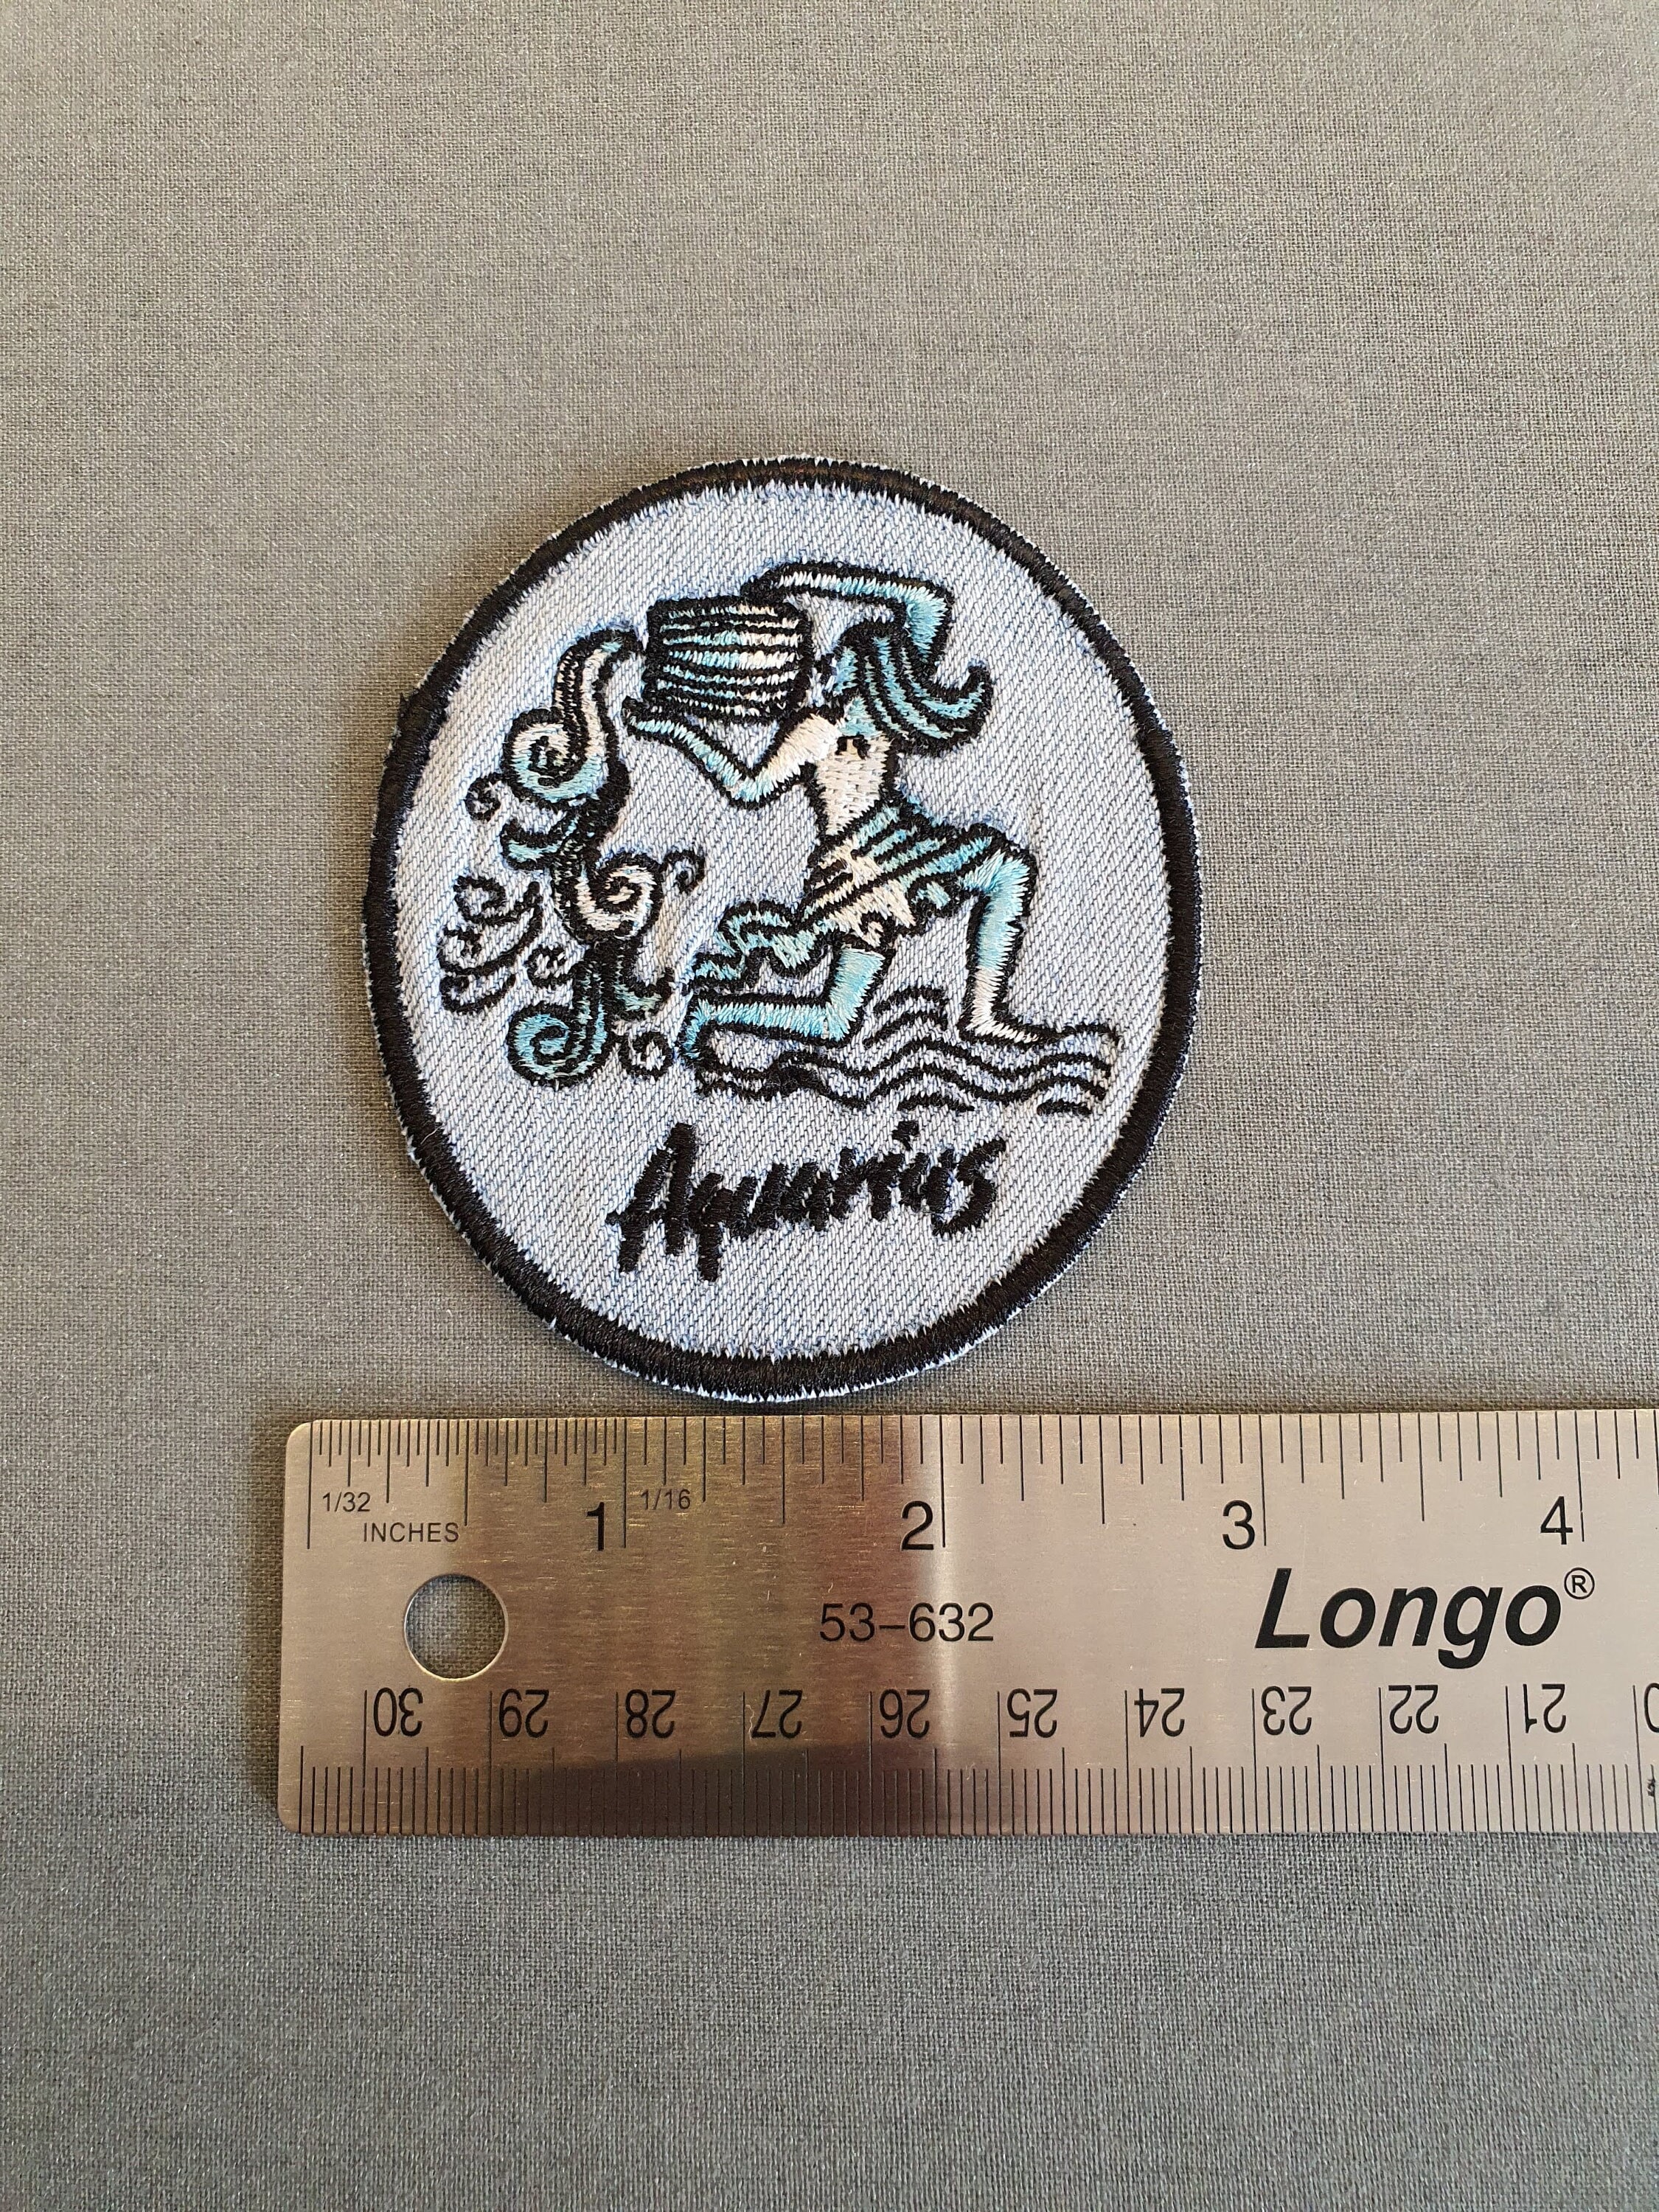 Aquarius
1/32 1 1/16 2 3 4
INCHES
53-632 Longo®
30 29 28 27 26 25 24 23 22 21